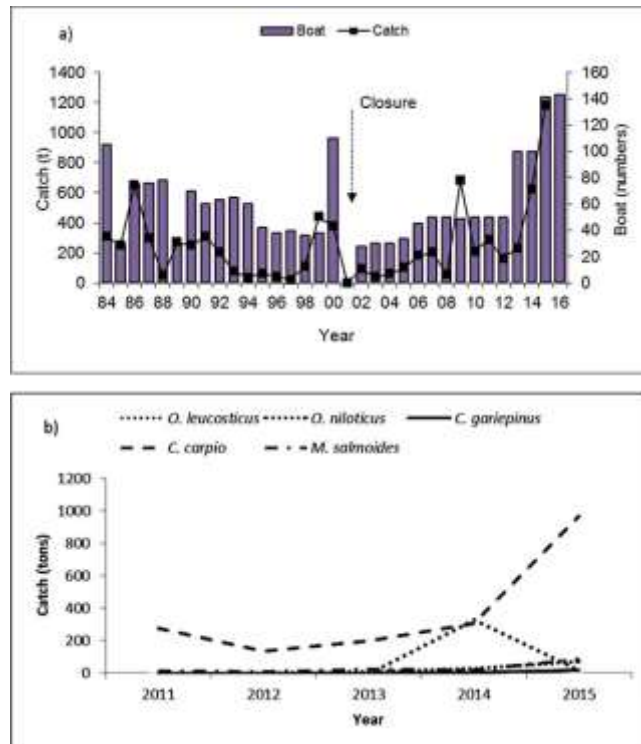 a)
Boat Catch
1400 160
1200 140
1000 120
800 100
600 80
400 60
200 40
0 20
0
Closure
Catch (t)
Boat (numbers)
84 86 88 90 92 94 96 98 00 02 04 06 08 10 12 14 16
Year
b)
O. leucosticus O. niloticus C. gariepinus
C. carpio M. salmoides
1200
1000
800
600
400
200
0
Catch (tons)
2011 2012 2013 2014 2015
Year